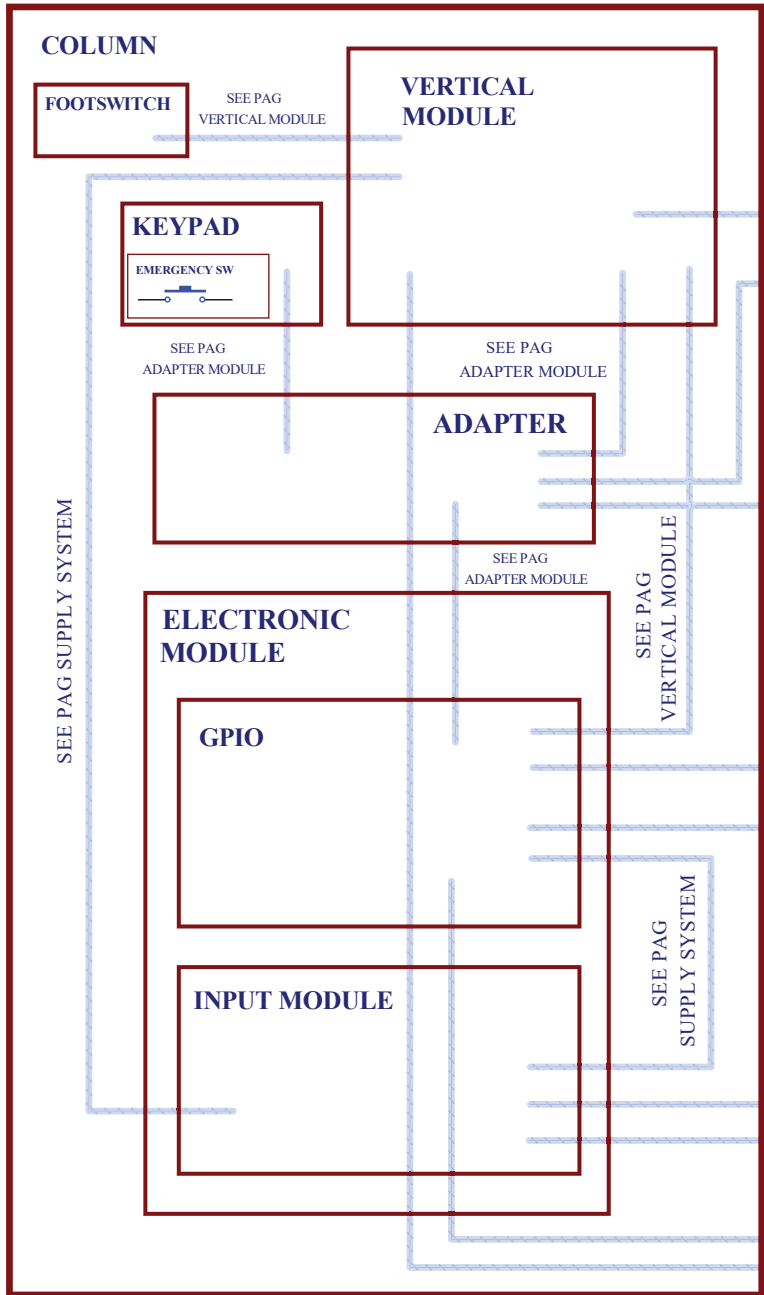 COLUMN
FOOTSWITCH
SEE PAG
VERTICAL MODULE
VERTICAL
MODULE
KEYPAD
EMERGENCY SW
SEE PAG
ADAPTER MODULE
SEE PAG
ADAPTER MODULE
ADAPTER
SEE PAG
ADAPTER MODULE
SEE PAG SUPPLY SYSTEM
SEE PAG
VERTICAL MODULE
ELECTRONIC
MODULE
GPIO
SEE PAG
SUPPLY SYSTEM
INPUT MODULE